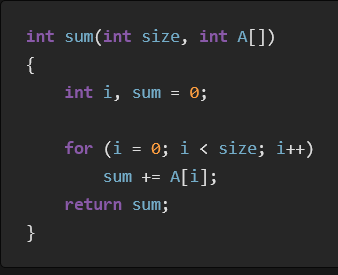 int sum(int size, int A[])
{
    int i, sum = 0;

    for (i = 0; i < size; i++)
        sum += A[i];
    return sum;
}